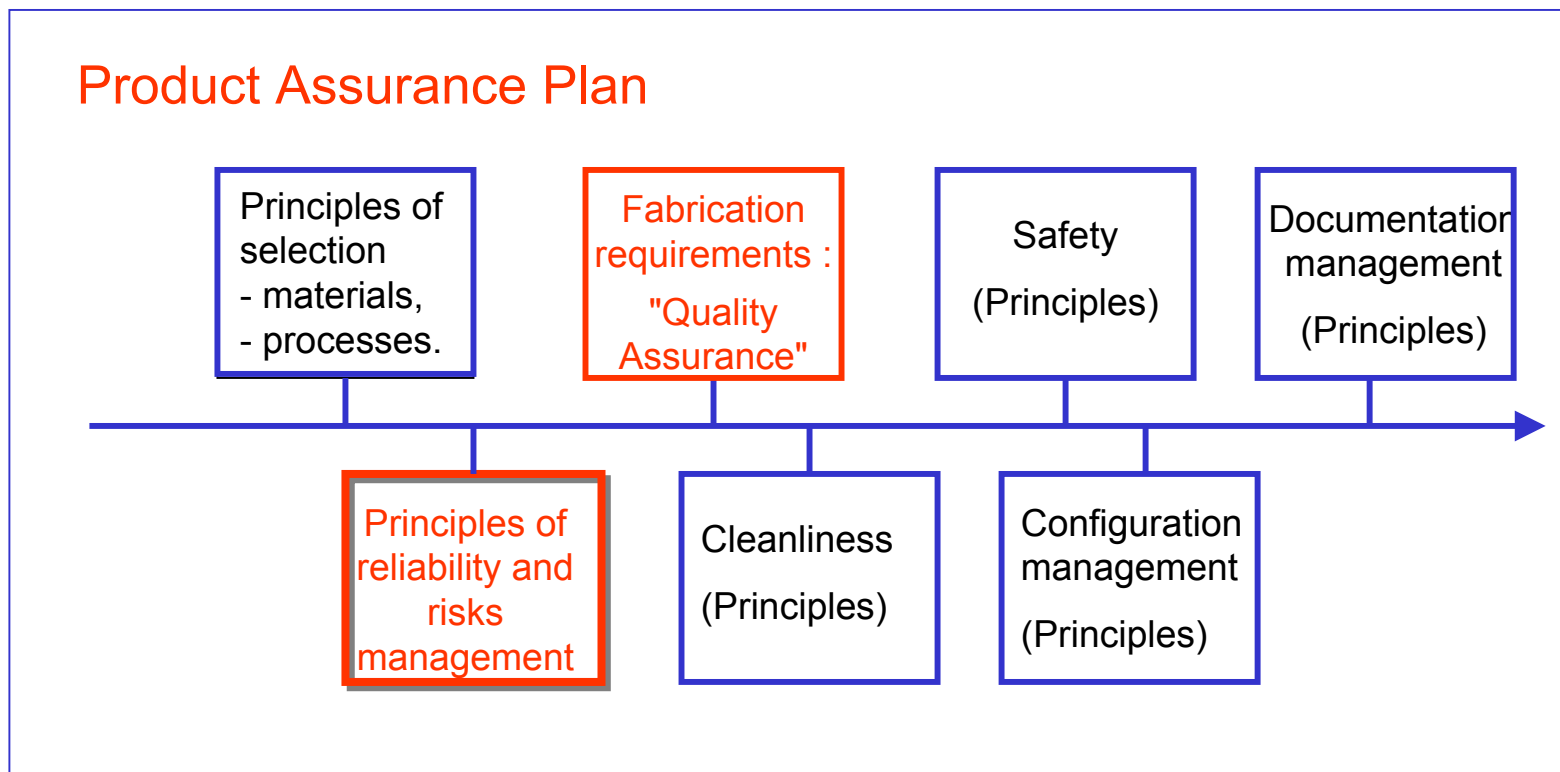 Product Assurance Plan
Principles of
selection
- materials,
- processes.
Fabrication
requirements :
"Quality
Assurance"
Safety
(Principles)
Documentation
management
(Principles)
Principles of
reliability and
risks
management
Cleanliness
(Principles)
Configuration
management
(Principles)